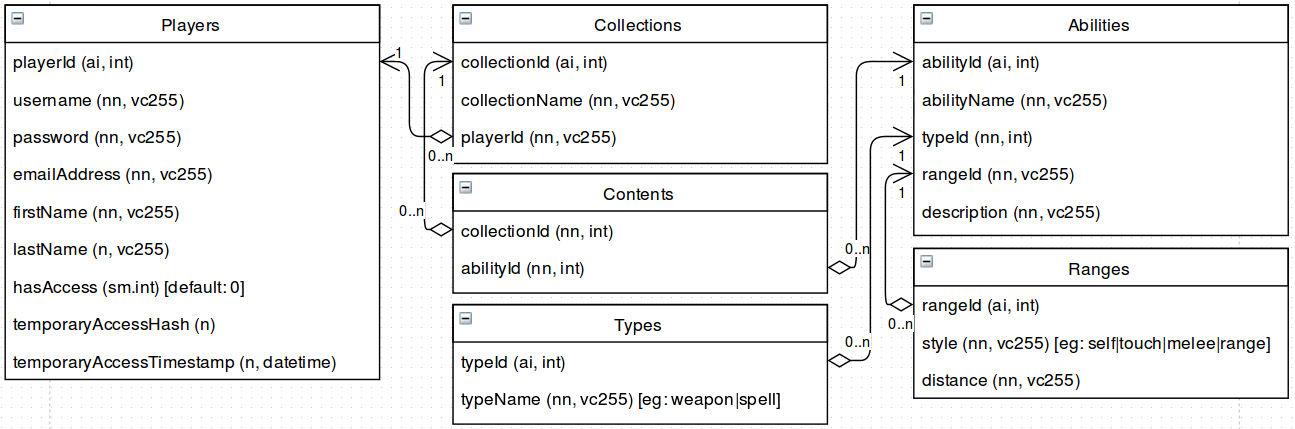 Players
playerId (ai, int)
username (nn, vc255)
password (nn, vc255)
emailAddress (nn, vc255)
firstName (nn, vc255)
lastName (n, vc255)
hasAccess (sm.int) [default: 0]
temporaryAccessHash (n)
temporaryAccessTimestamp (n, datetime)
1
0..n
1
0..n
Collections
collectionId (ai, int)
collectionName (nn, vc255)
playerId (nn, vc255)
Contents
collectionId (nn, int)
abilityId (nn, int)
Types
typeId (ai, int)
typeName (nn, vc255) [eg: weapon|spell]
0..n
0..n
1
1
1
0..n
Abilities
abilityId (ai, int)
abilityName (nn, vc255)
typeId (nn, int)
rangeId (nn, vc255)
description (nn, vc255)
Ranges
rangeId (ai, int)
style (nn, vc255) [eg: self|touch|melee|range]
distance (nn, vc255)